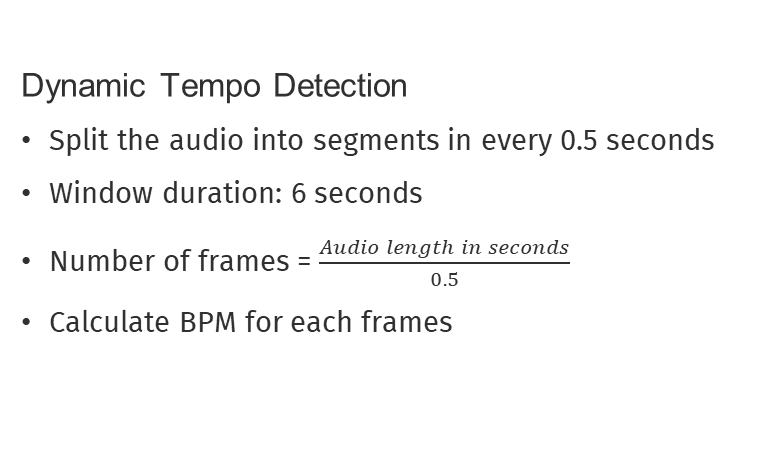 Dynamic Tempo Detection
• Split the audio into segments in every 0.5 seconds
• Window duration: 6 seconds
• Number of frames = \frac{Audio length in seconds}{0.5}
• Calculate BPM for each frames